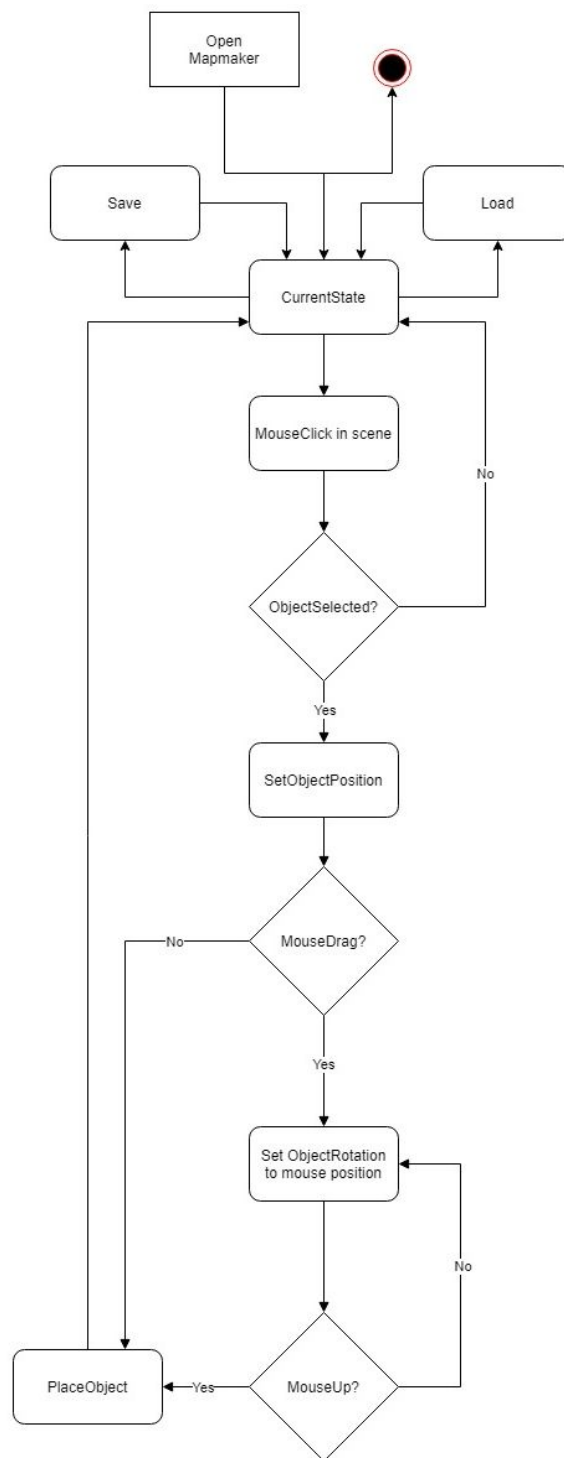 Open
Mapmaker
Save
Load
CurrentState
MouseClick in scene
No
ObjectSelected?
Yes
SetObjectPosition
MouseDrag?
No
Yes
Set ObjectRotation
to mouse position
No
PlaceObject
Yes
MouseUp?